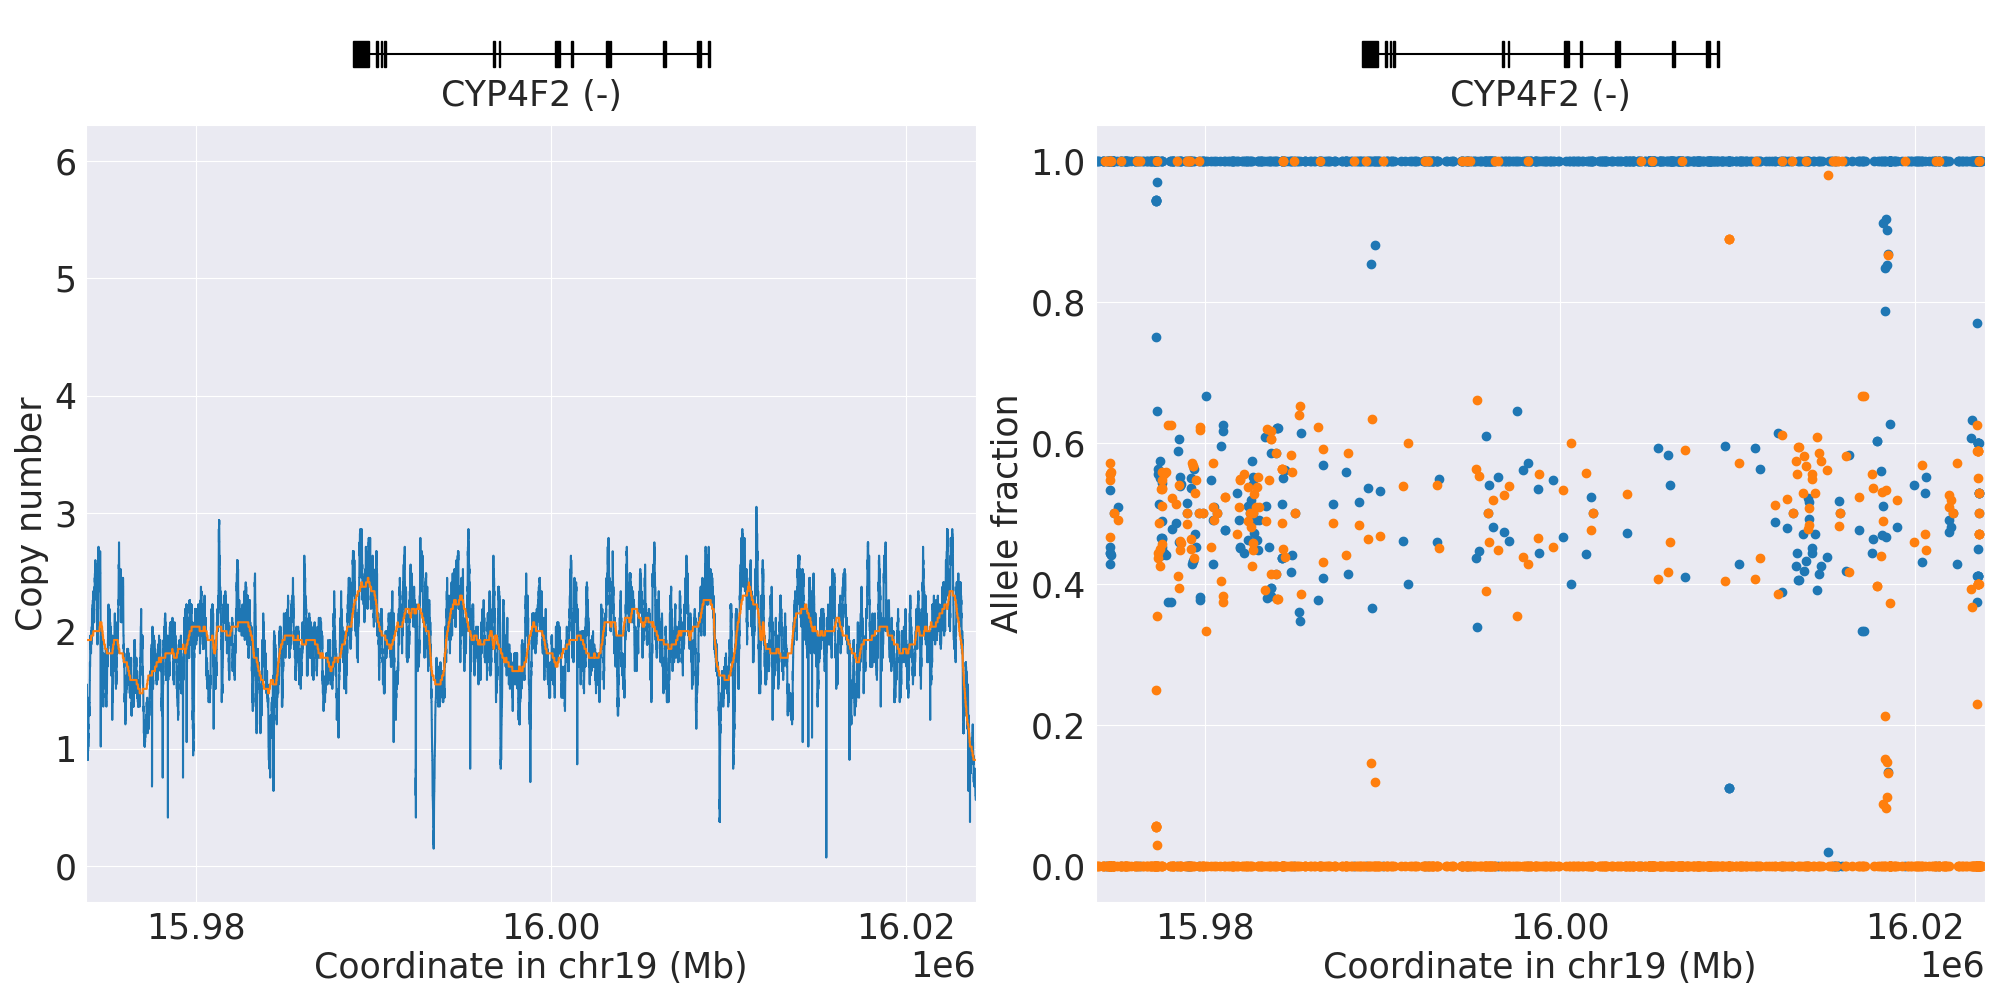 CYP4F2 (-)
6
5
4
3
2
1
0
Copy number
15.98
16.00
16.02
Coordinate in chr19 (Mb)
1e6
CYP4F2 (-)
1.0
0.8
0.6
0.4
0.2
0.0
Allele fraction
15.98
16.00
16.02
Coordinate in chr19 (Mb)
1e6